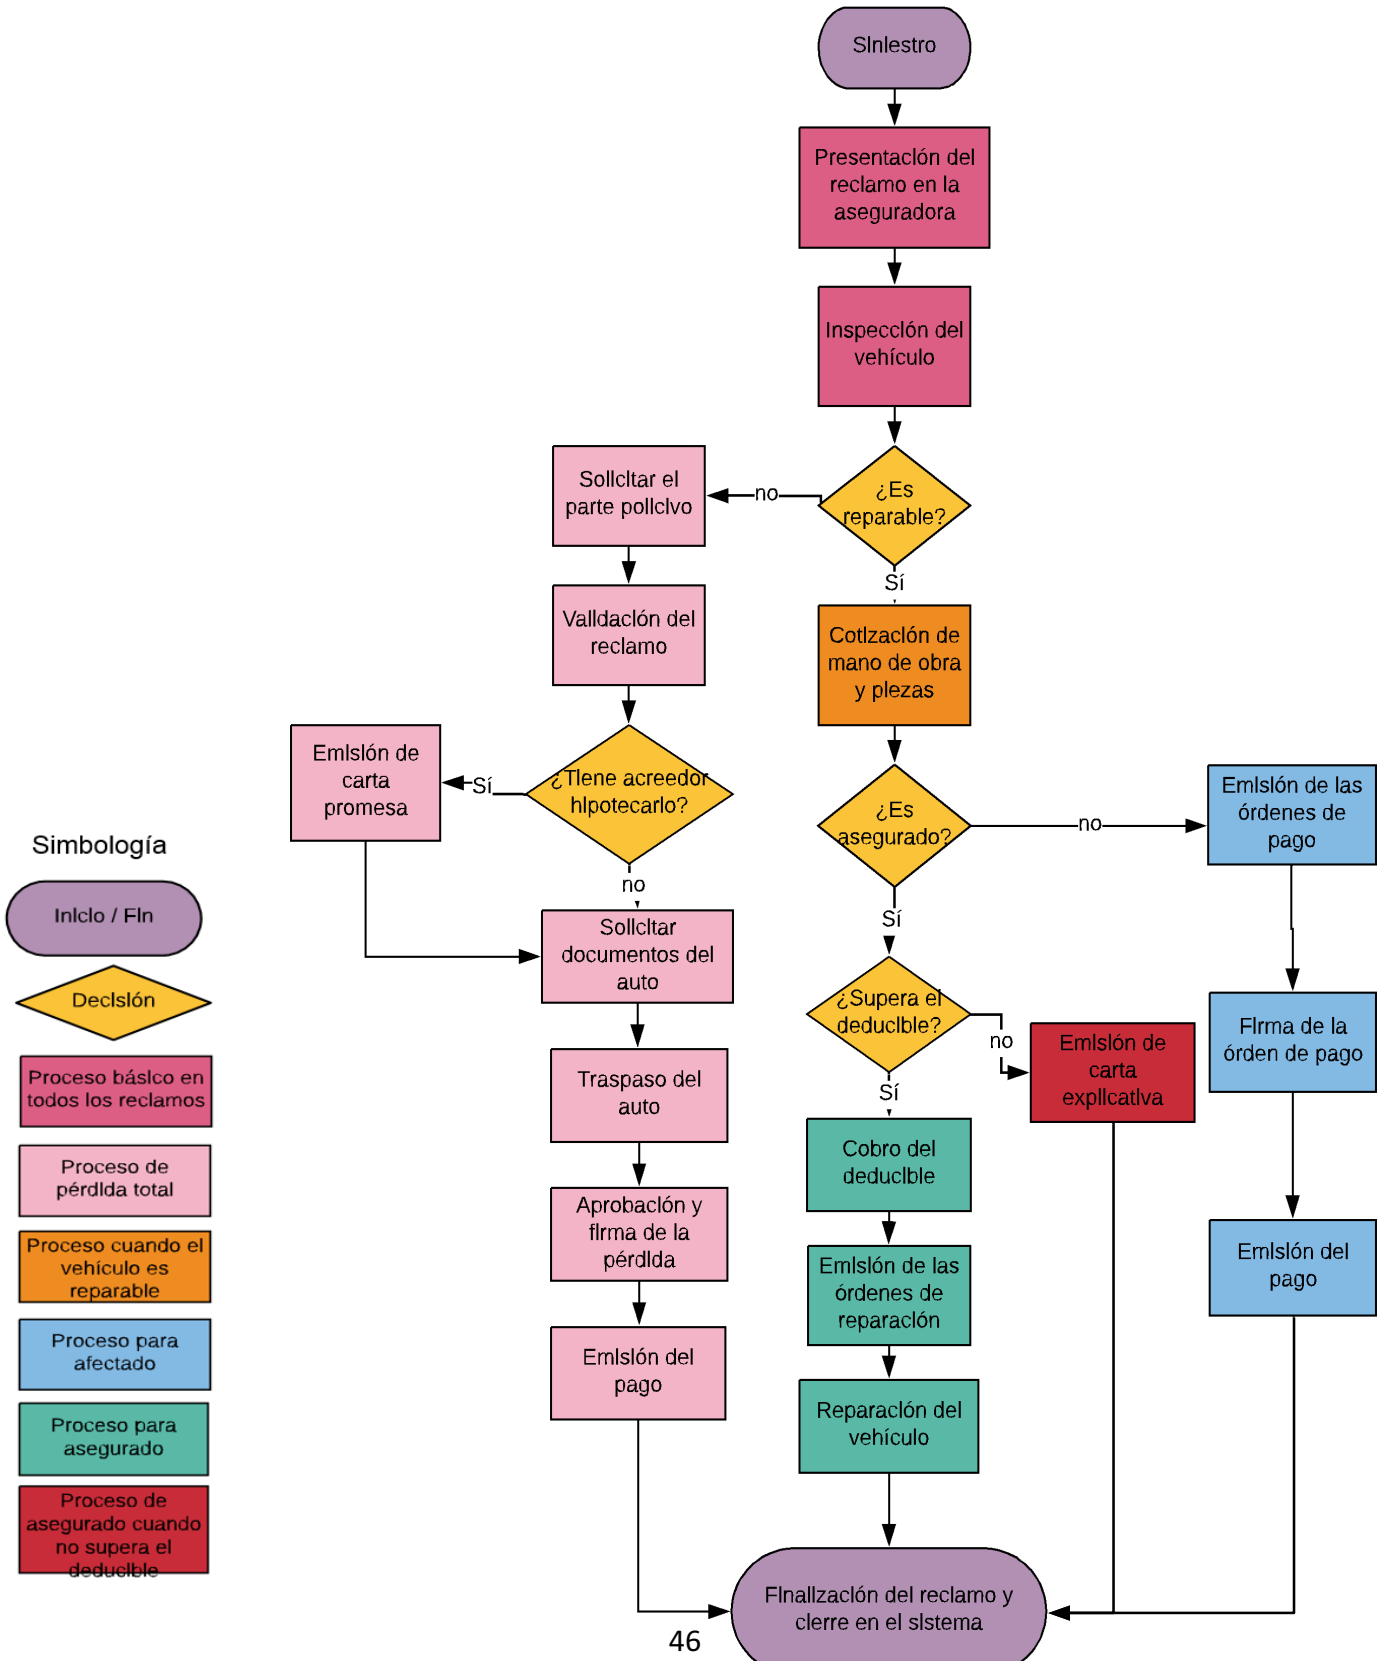 Siniestro
Presentación del
reclamo en la
aseguradora
Inspección del
vehículo
¿Es
reparable?
no
Sí
Solicitar el
parte policivo
Validación del
reclamo
¿Tiene acreedor
hipotecario?
Sí
no
Emisión de
carta
promesa
Solicitar
documentos del
auto
Traspaso del
auto
Aprobación y
firma de la
pérdida
Emisión del
pago
Cotización de
mano de obra
y piezas
¿Es
asegurado?
no
Sí
Emisión de las
órdenes de
pago
Firma de la
órden de pago
Emisión del
pago
¿Supera el
deducible?
no
Sí
Emisión de
carta
explicativa
Cobro del
deducible
Emisión de las
órdenes de
reparación
Reparación del
vehículo
Finalización del reclamo y
cierre en el sistema
Simbología
Inicio / Fin
Decisión
Proceso básico en
todos los reclamos
Proceso de
pérdida total
Proceso cuando el
vehículo es
reparable
Proceso para
afectado
Proceso para
asegurado
Proceso de
asegurado cuando
no supera el
deducible
46